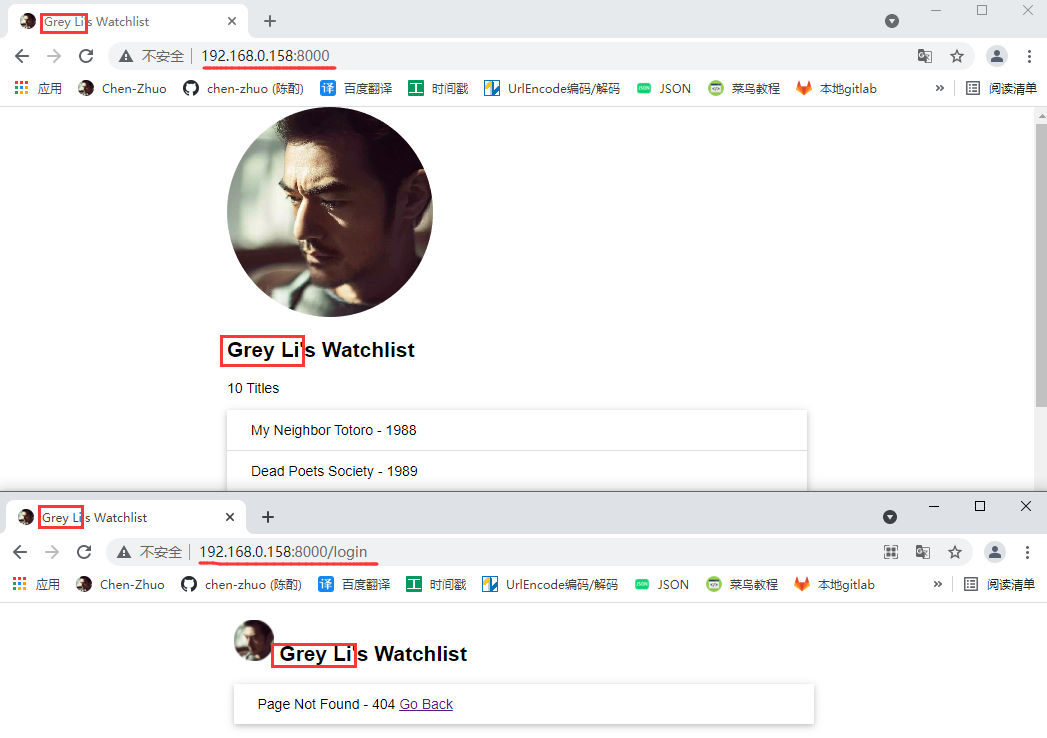 Grey Li's Watchlist
不安全 192.168.0.158:8000
应用 Chen-Zhuo chen-zhuo (陈酌) 译 百度翻译 工 时间戳 UrlEncode编码/解码 JSON 菜鸟教程 本地gitlab » 阅读清单
Grey Li's Watchlist
10 Titles
My Neighbor Totoro - 1988
Dead Poets Society - 1989
Grey Li's Watchlist
不安全 192.168.0.158:8000/login
应用 Chen-Zhuo chen-zhuo (陈酌) 译 百度翻译 工 时间戳 UrlEncode编码/解码 JSON 菜鸟教程 本地gitlab » 阅读清单
Grey Li's Watchlist
Page Not Found - 404 Go Back